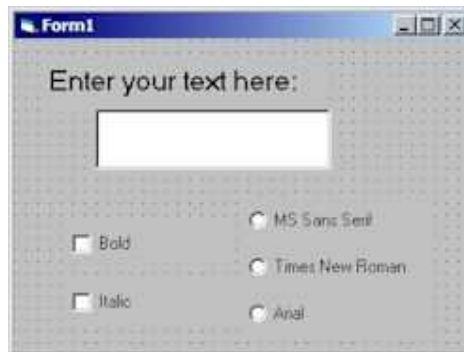 Form1
Enter your text here:
MS Sans Serif
Bold
Times New Roman
Italic
Arial